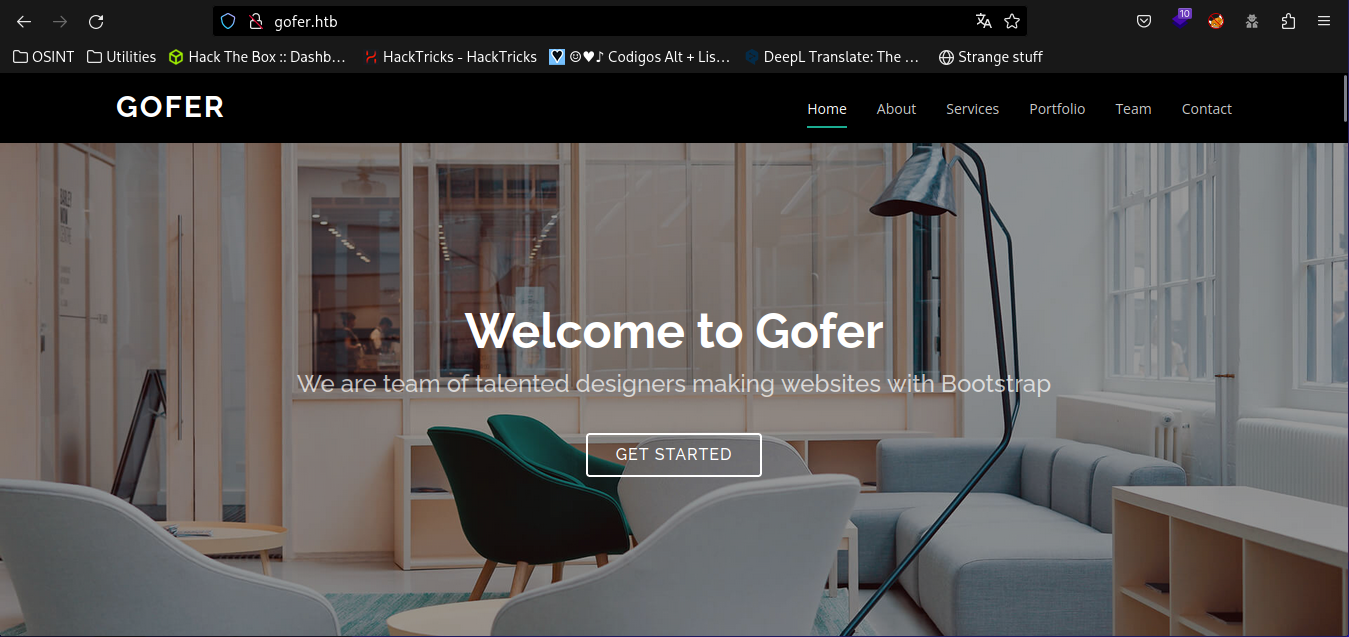 gofer.htb
10
OSINT Utilities Hack The Box :: Dashb… HackTricks - HackTricks ☺♥♪ Codigos Alt + Lis… DeepL Translate: The … Strange stuff
GOFER
Home About Services Portfolio Team Contact
Welcome to Gofer
We are team of talented designers making websites with Bootstrap
GET STARTED